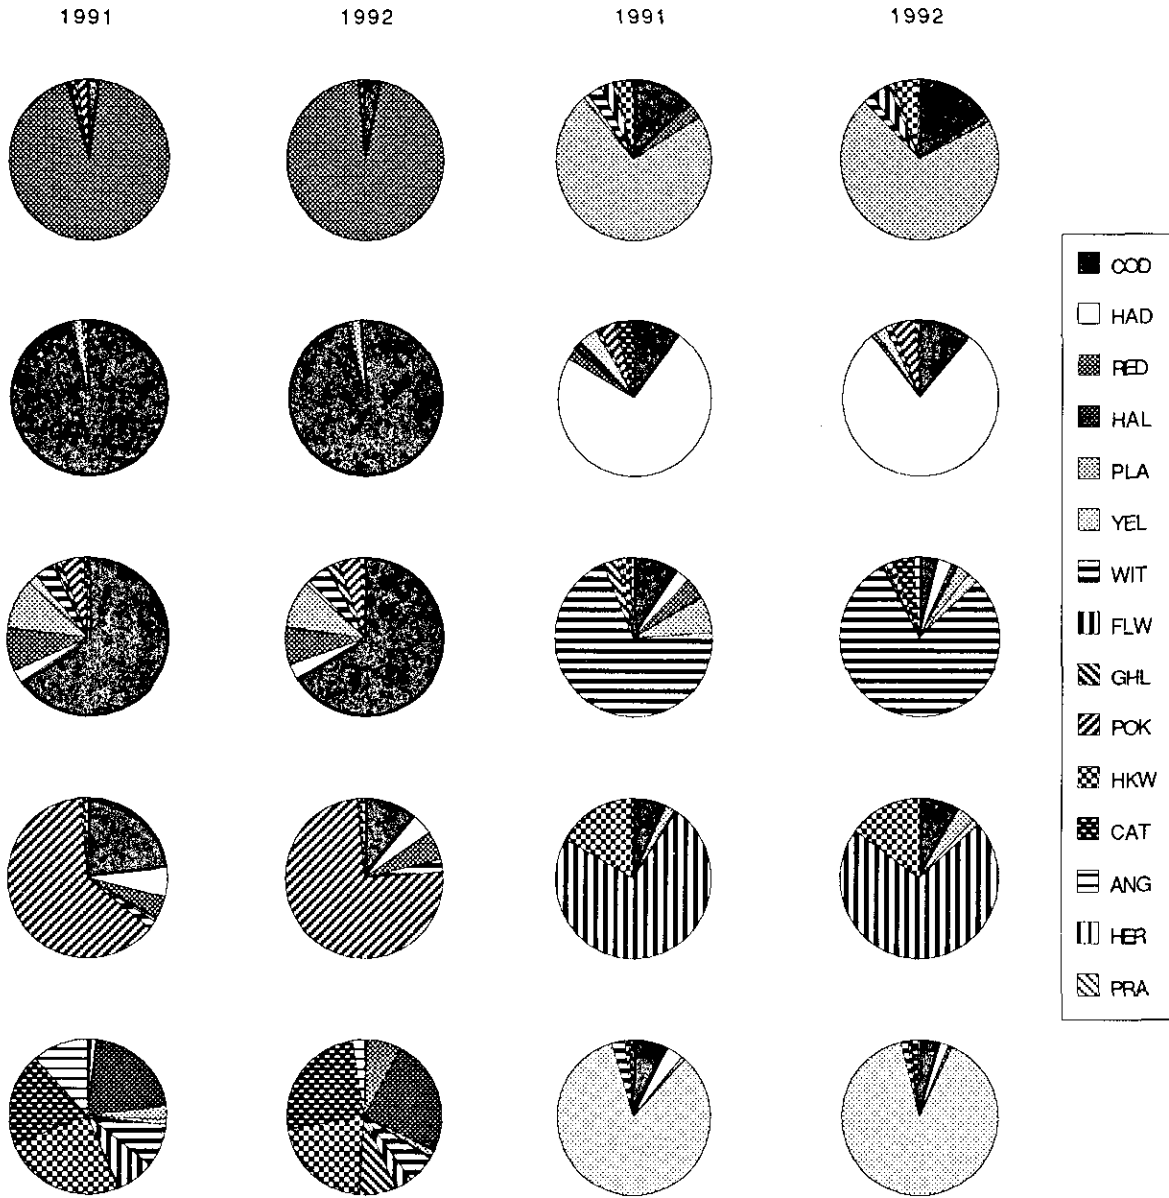 1991 1992 1991 1992
COD
HAD
RED
HAL
PLA
YEL
WIT
FLW
GHL
POK
HKW
CAT
ANG
HER
PRA